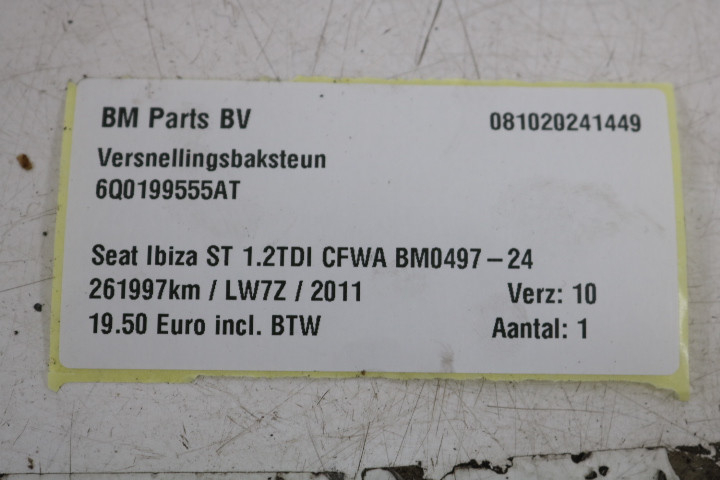 BM Parts BV 081020241449
Versnellingsbaksteun
6Q0199555AT
Seat Ibiza ST 1.2TDI CFWA BM0497-24
261997km / LW7Z / 2011 Verz: 10
19.50 Euro incl. BTW Aantal: 1